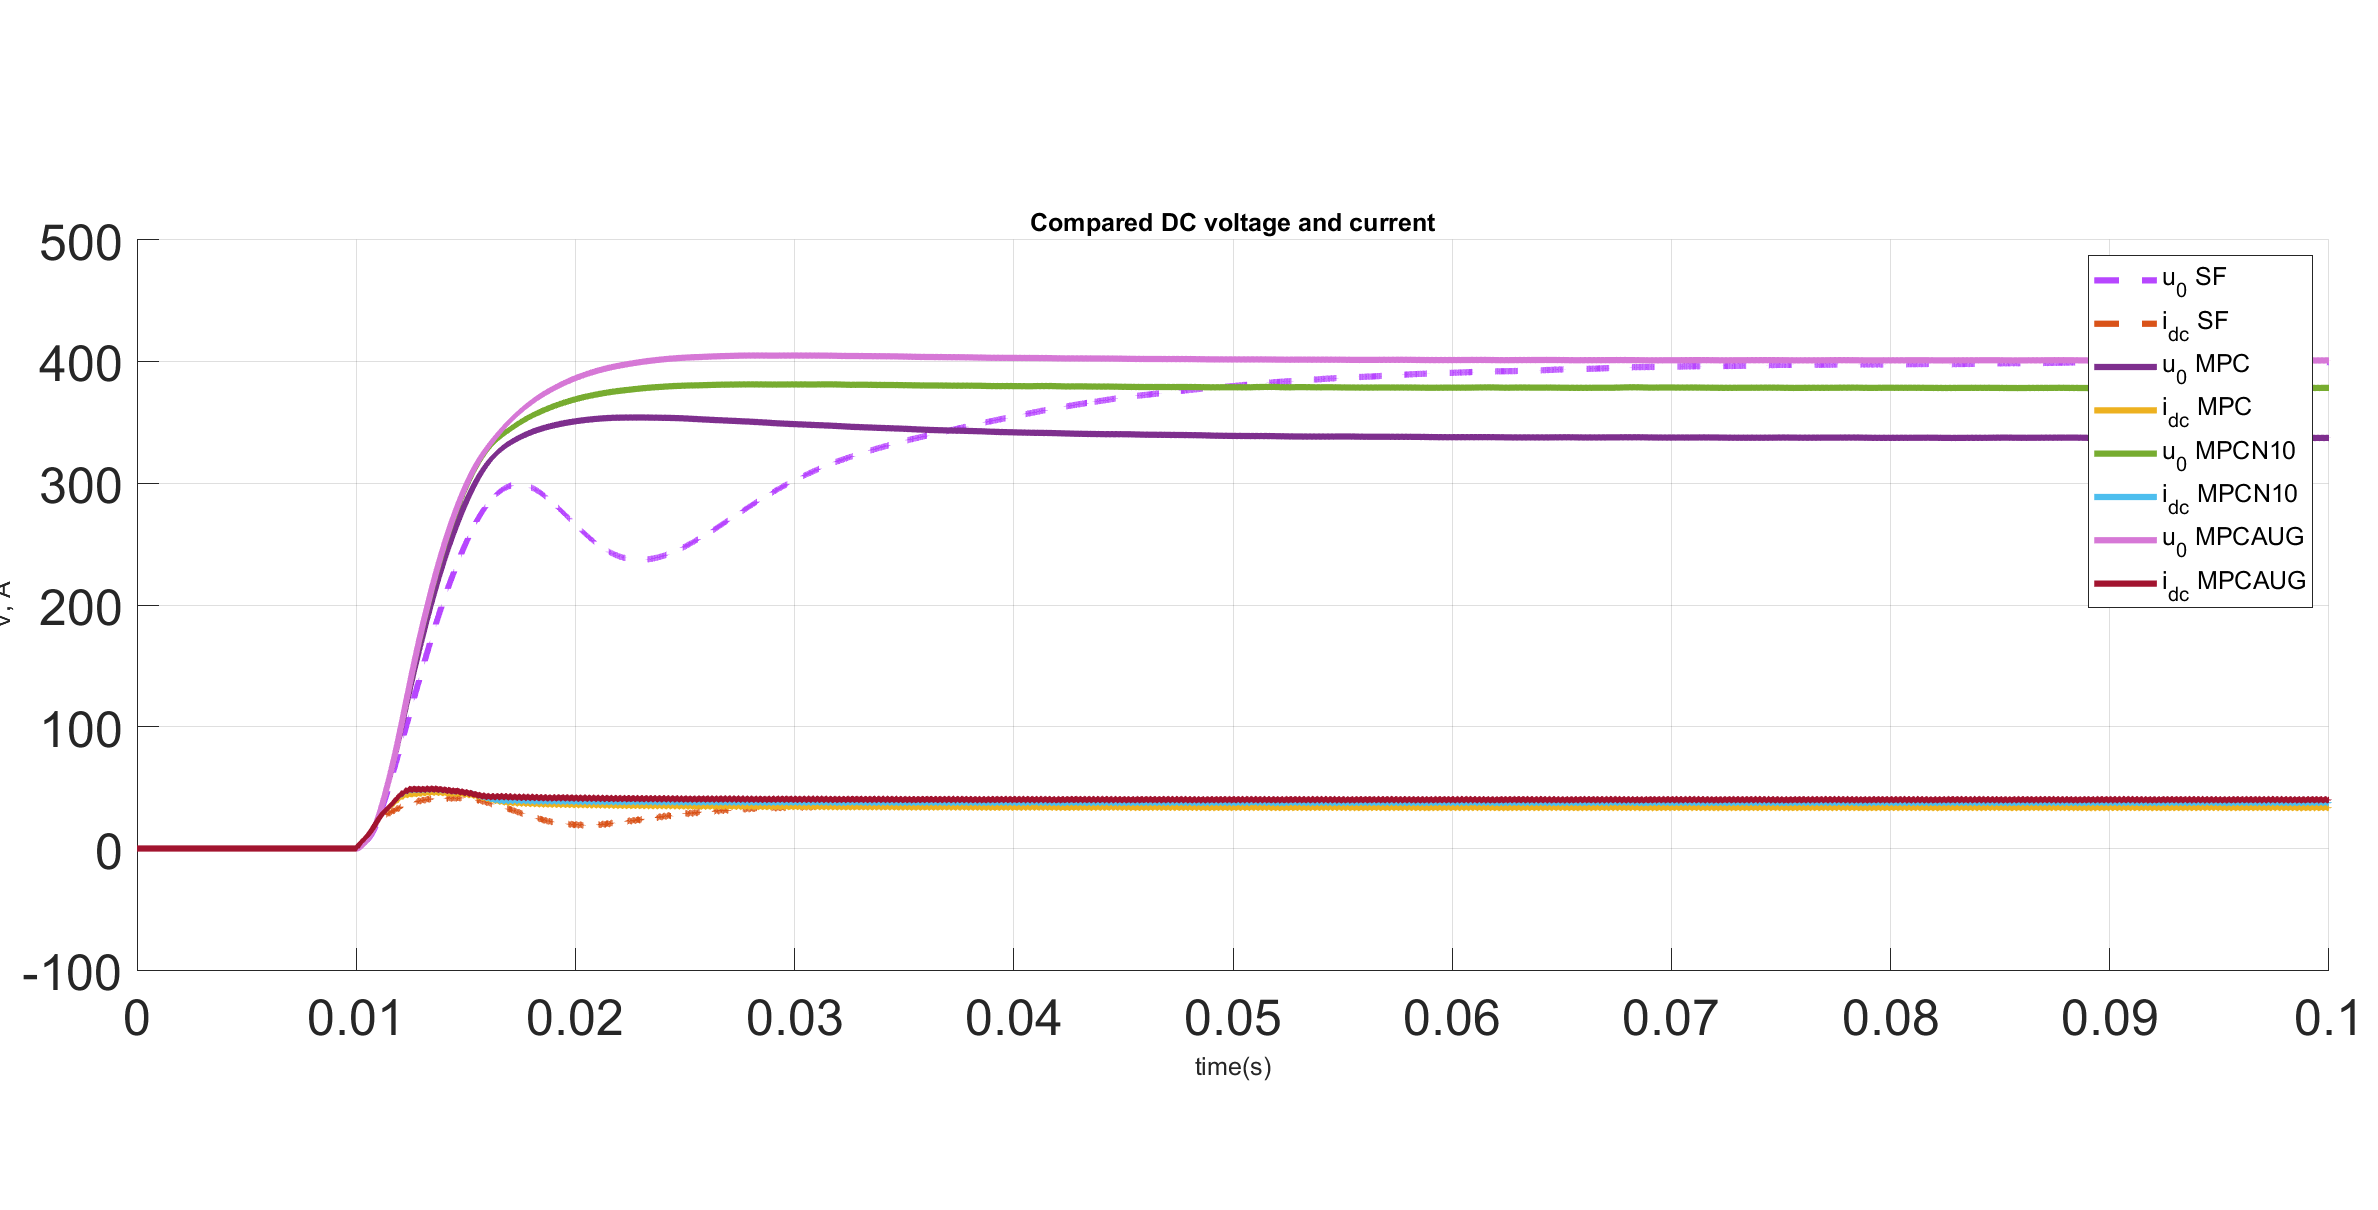 Compared DC voltage and current
500
400
300
200
100
0
-100
V, A
u0 SF
idc SF
u0 MPC
idc MPC
u0 MPCN10
idc MPCN10
u0 MPCAUG
idc MPCAUG
0 0.01 0.02 0.03 0.04 0.05 0.06 0.07 0.08 0.09 0.1
time(s)